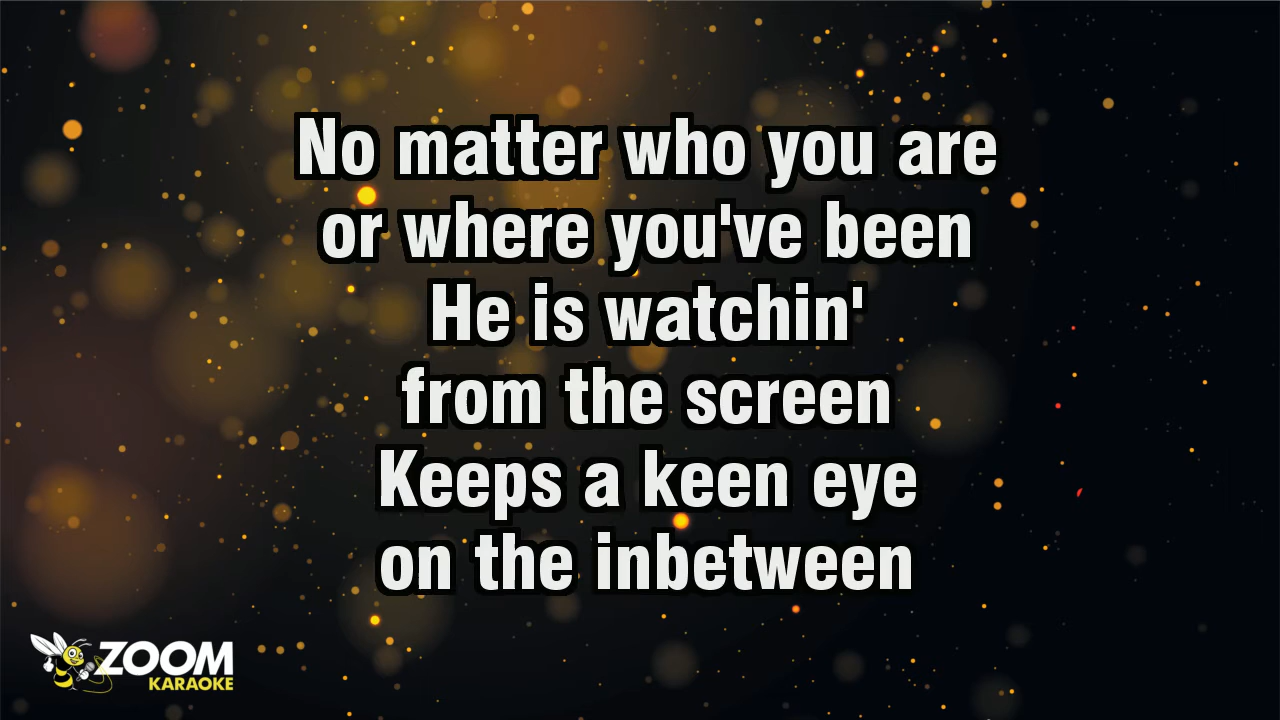 No matter who you are
or where you've been
He is watchin'
from the screen
Keeps a keen eye
on the inbetween
ZOOM
KARAOKE